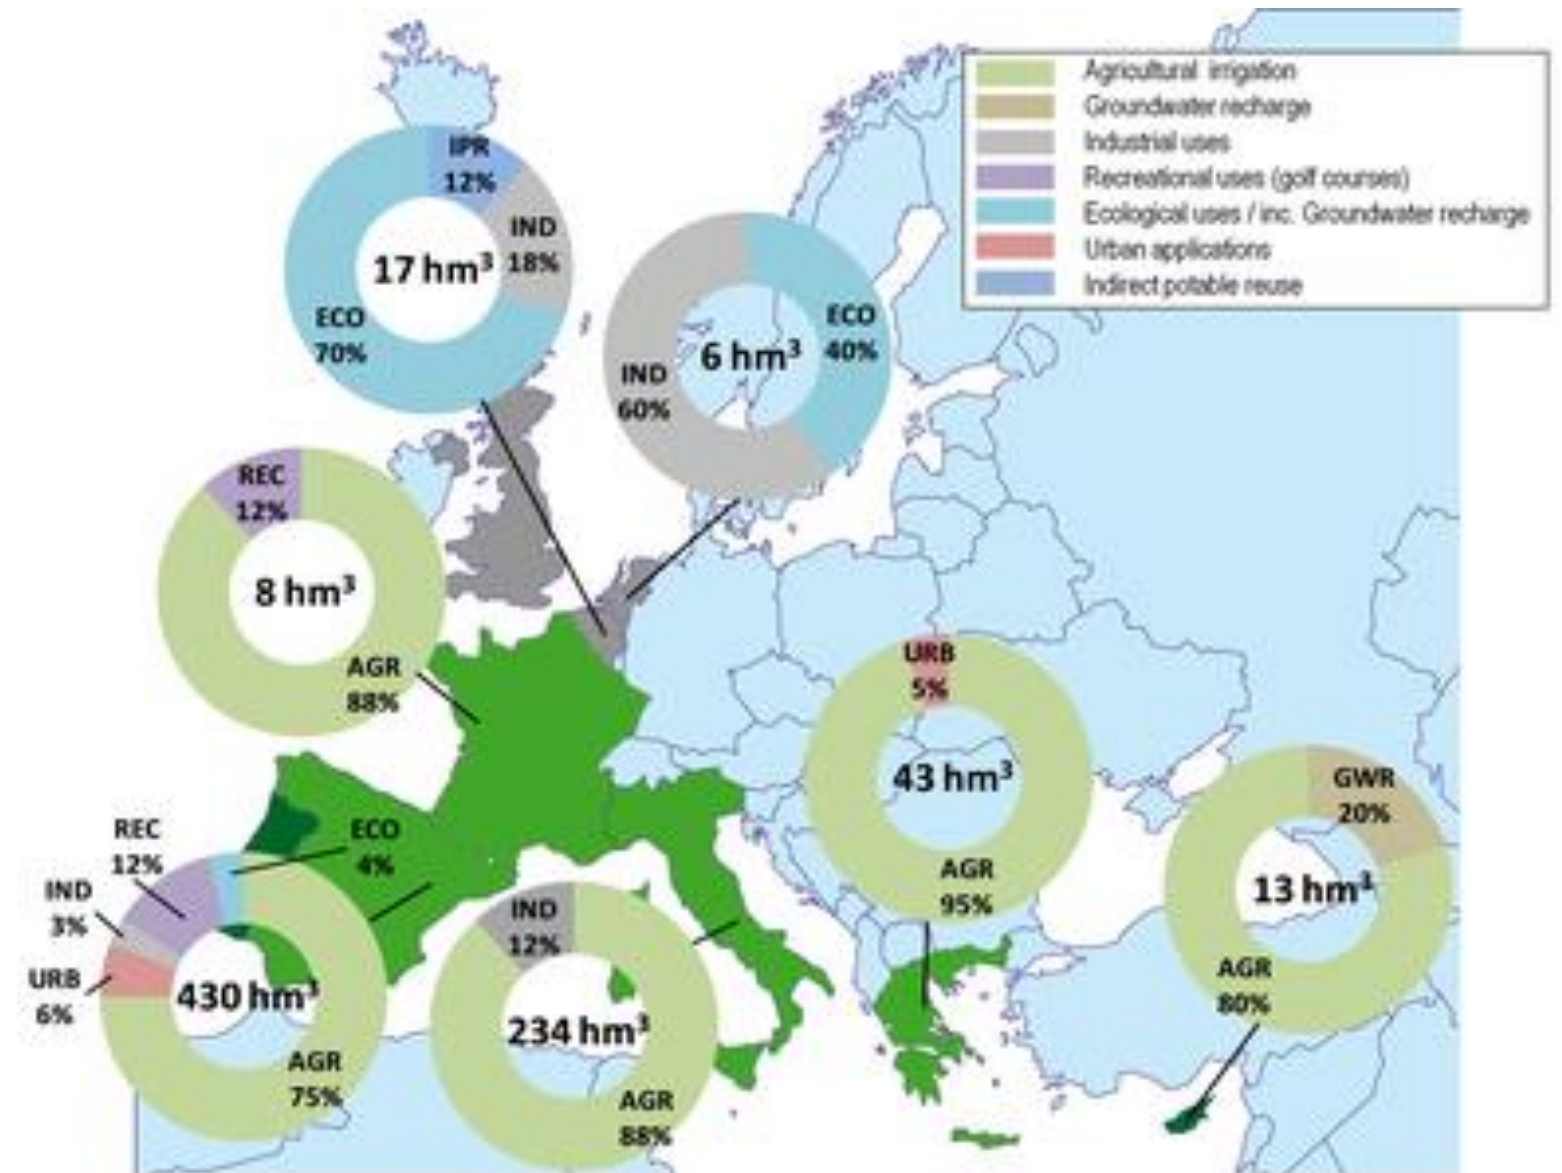 Agricultural irrigation
Groundwater recharge
Industrial uses
Recreational uses (golf courses)
Ecological uses / inc. Groundwater recharge
Urban applications
Indirect potable reuse
IPR
12%
IND
18%
17 hm³
ECO
70%
ECO
40%
6 hm³
IND
60%
REC
12%
8 hm³
AGR
88%
URB
5%
43 hm³
AGR
95%
GWR
20%
13 hm³
AGR
80%
REC
12%
ECO
4%
IND
3%
URB
6%
430 hm³
AGR
75%
IND
12%
234 hm³
AGR
88%